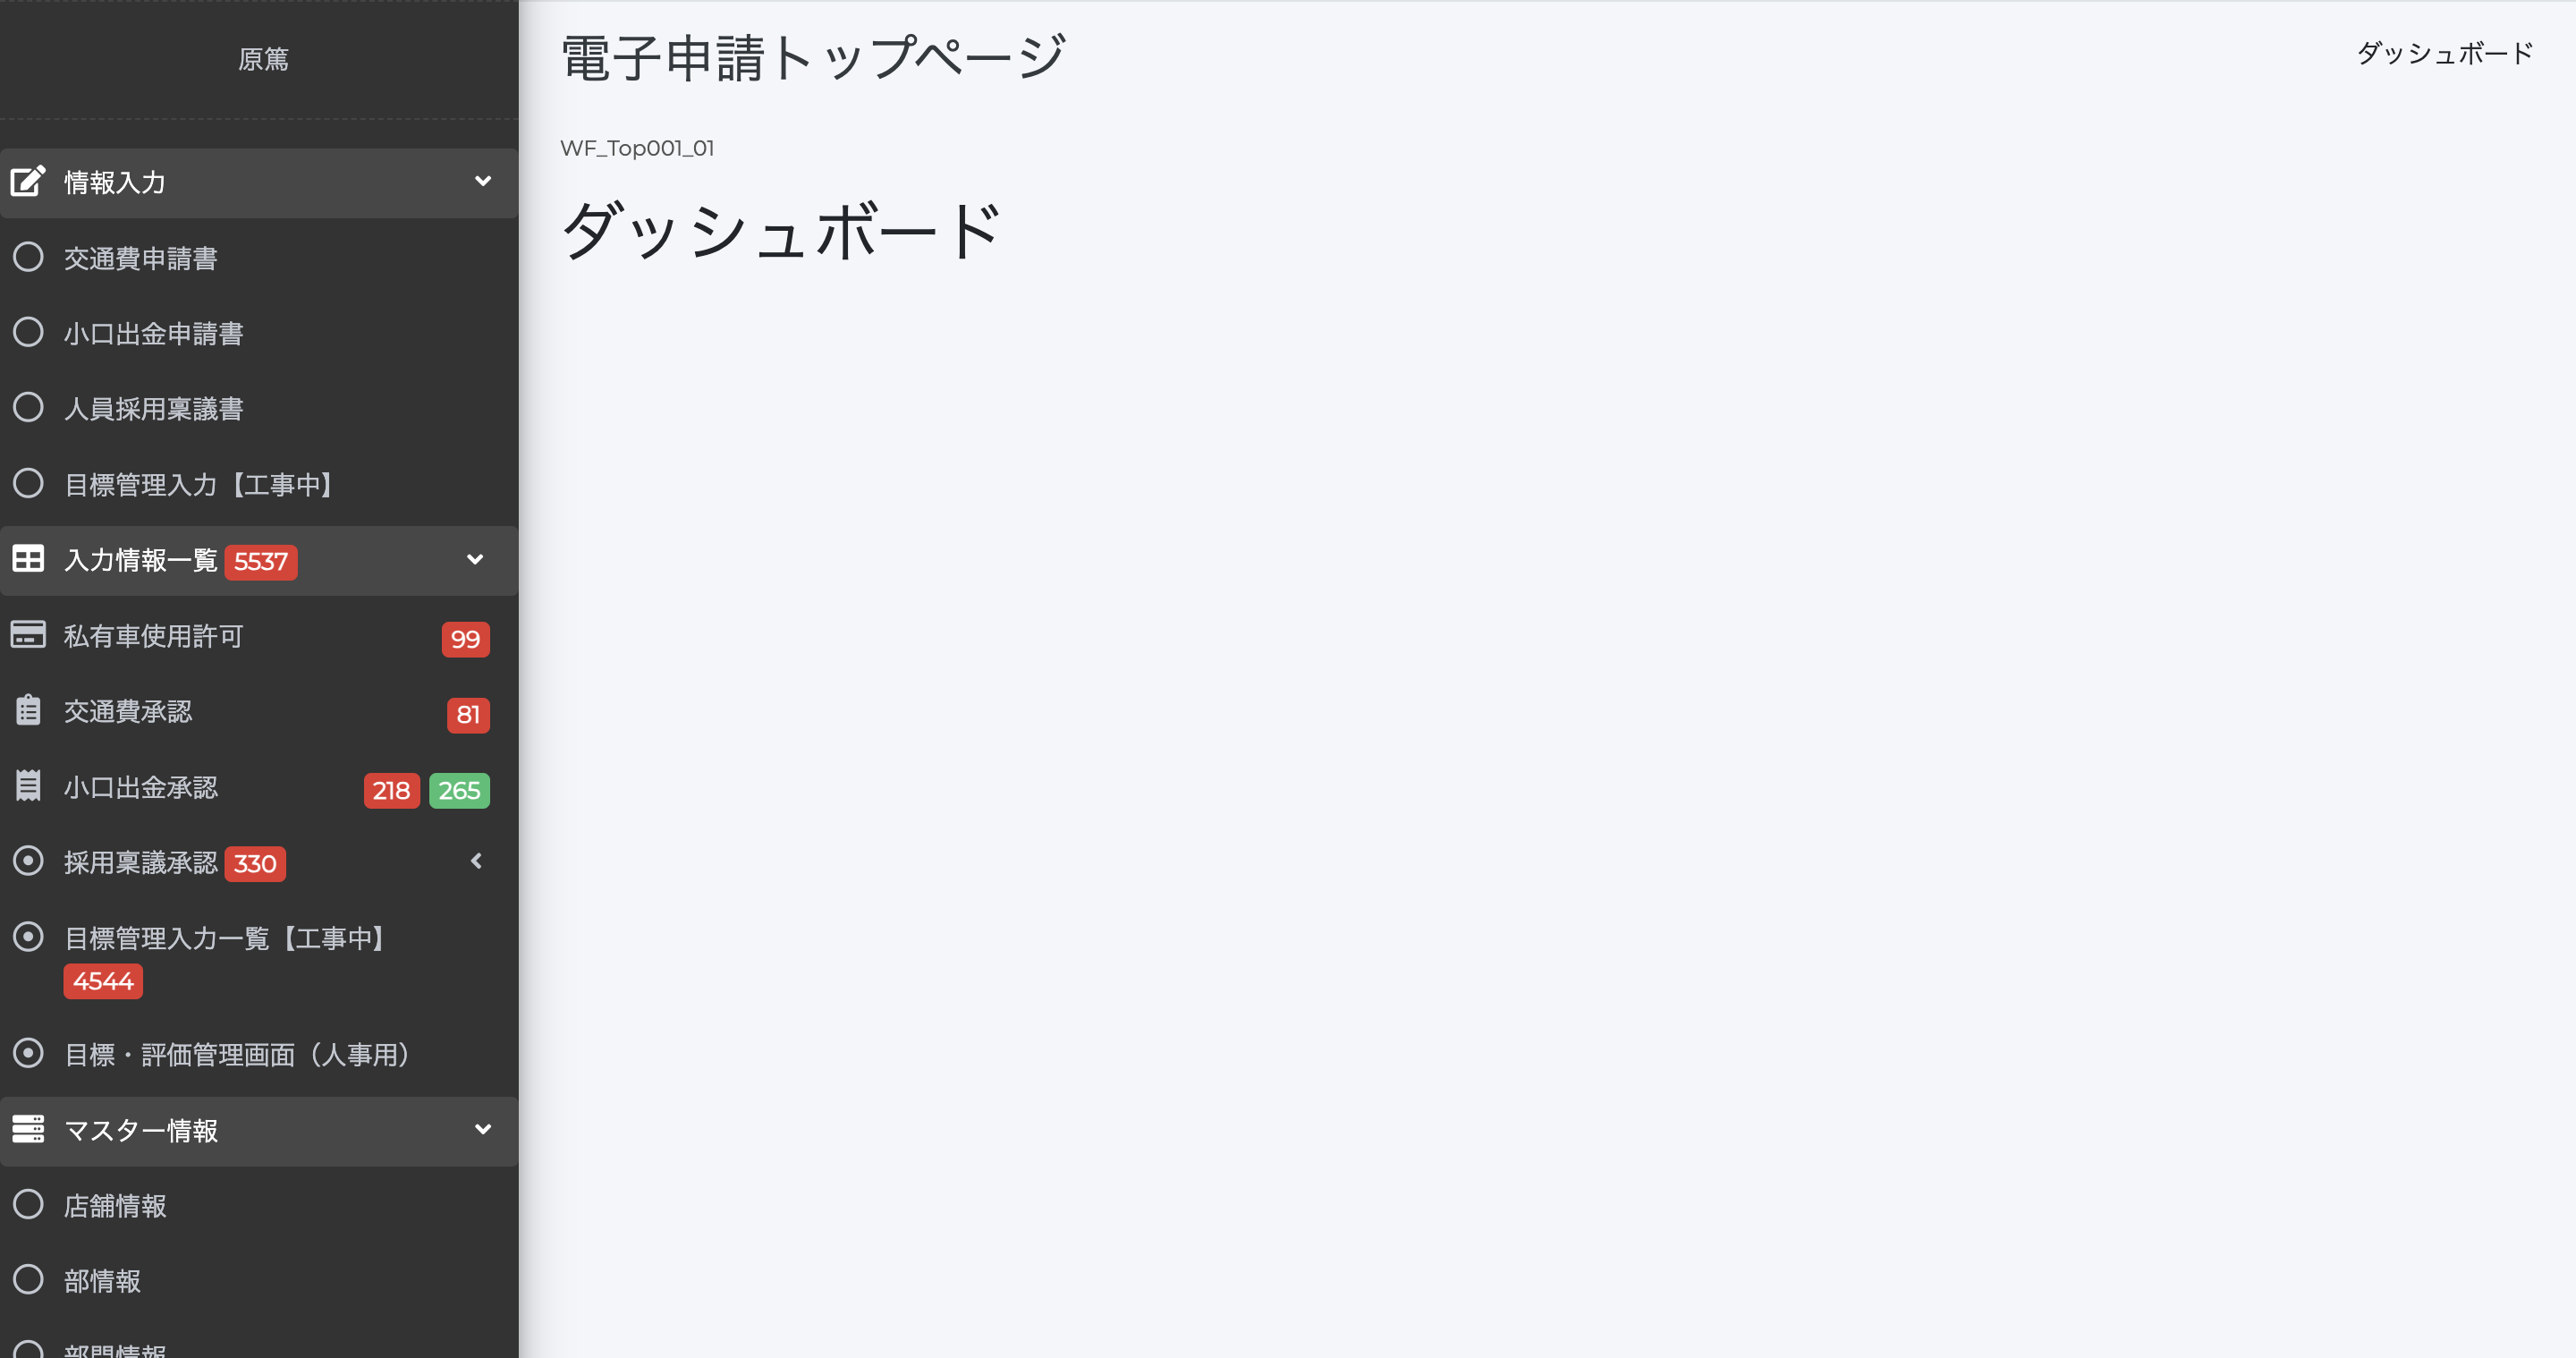 原篤
情報入力
交通費申請書
小口出金申請書
人員採用稟議書
目標管理入力【工事中】
入力情報一覧 5537
私有車使用許可 99
交通費承認 81
小口出金承認 218 265
採用稟議承認 330
目標管理入力一覧【工事中】
4544
目標・評価管理画面（人事用）
マスター情報
店舗情報
部情報
部門情報
電子申請トップページ
ダッシュボード
WF_Top001_01
ダッシュボード